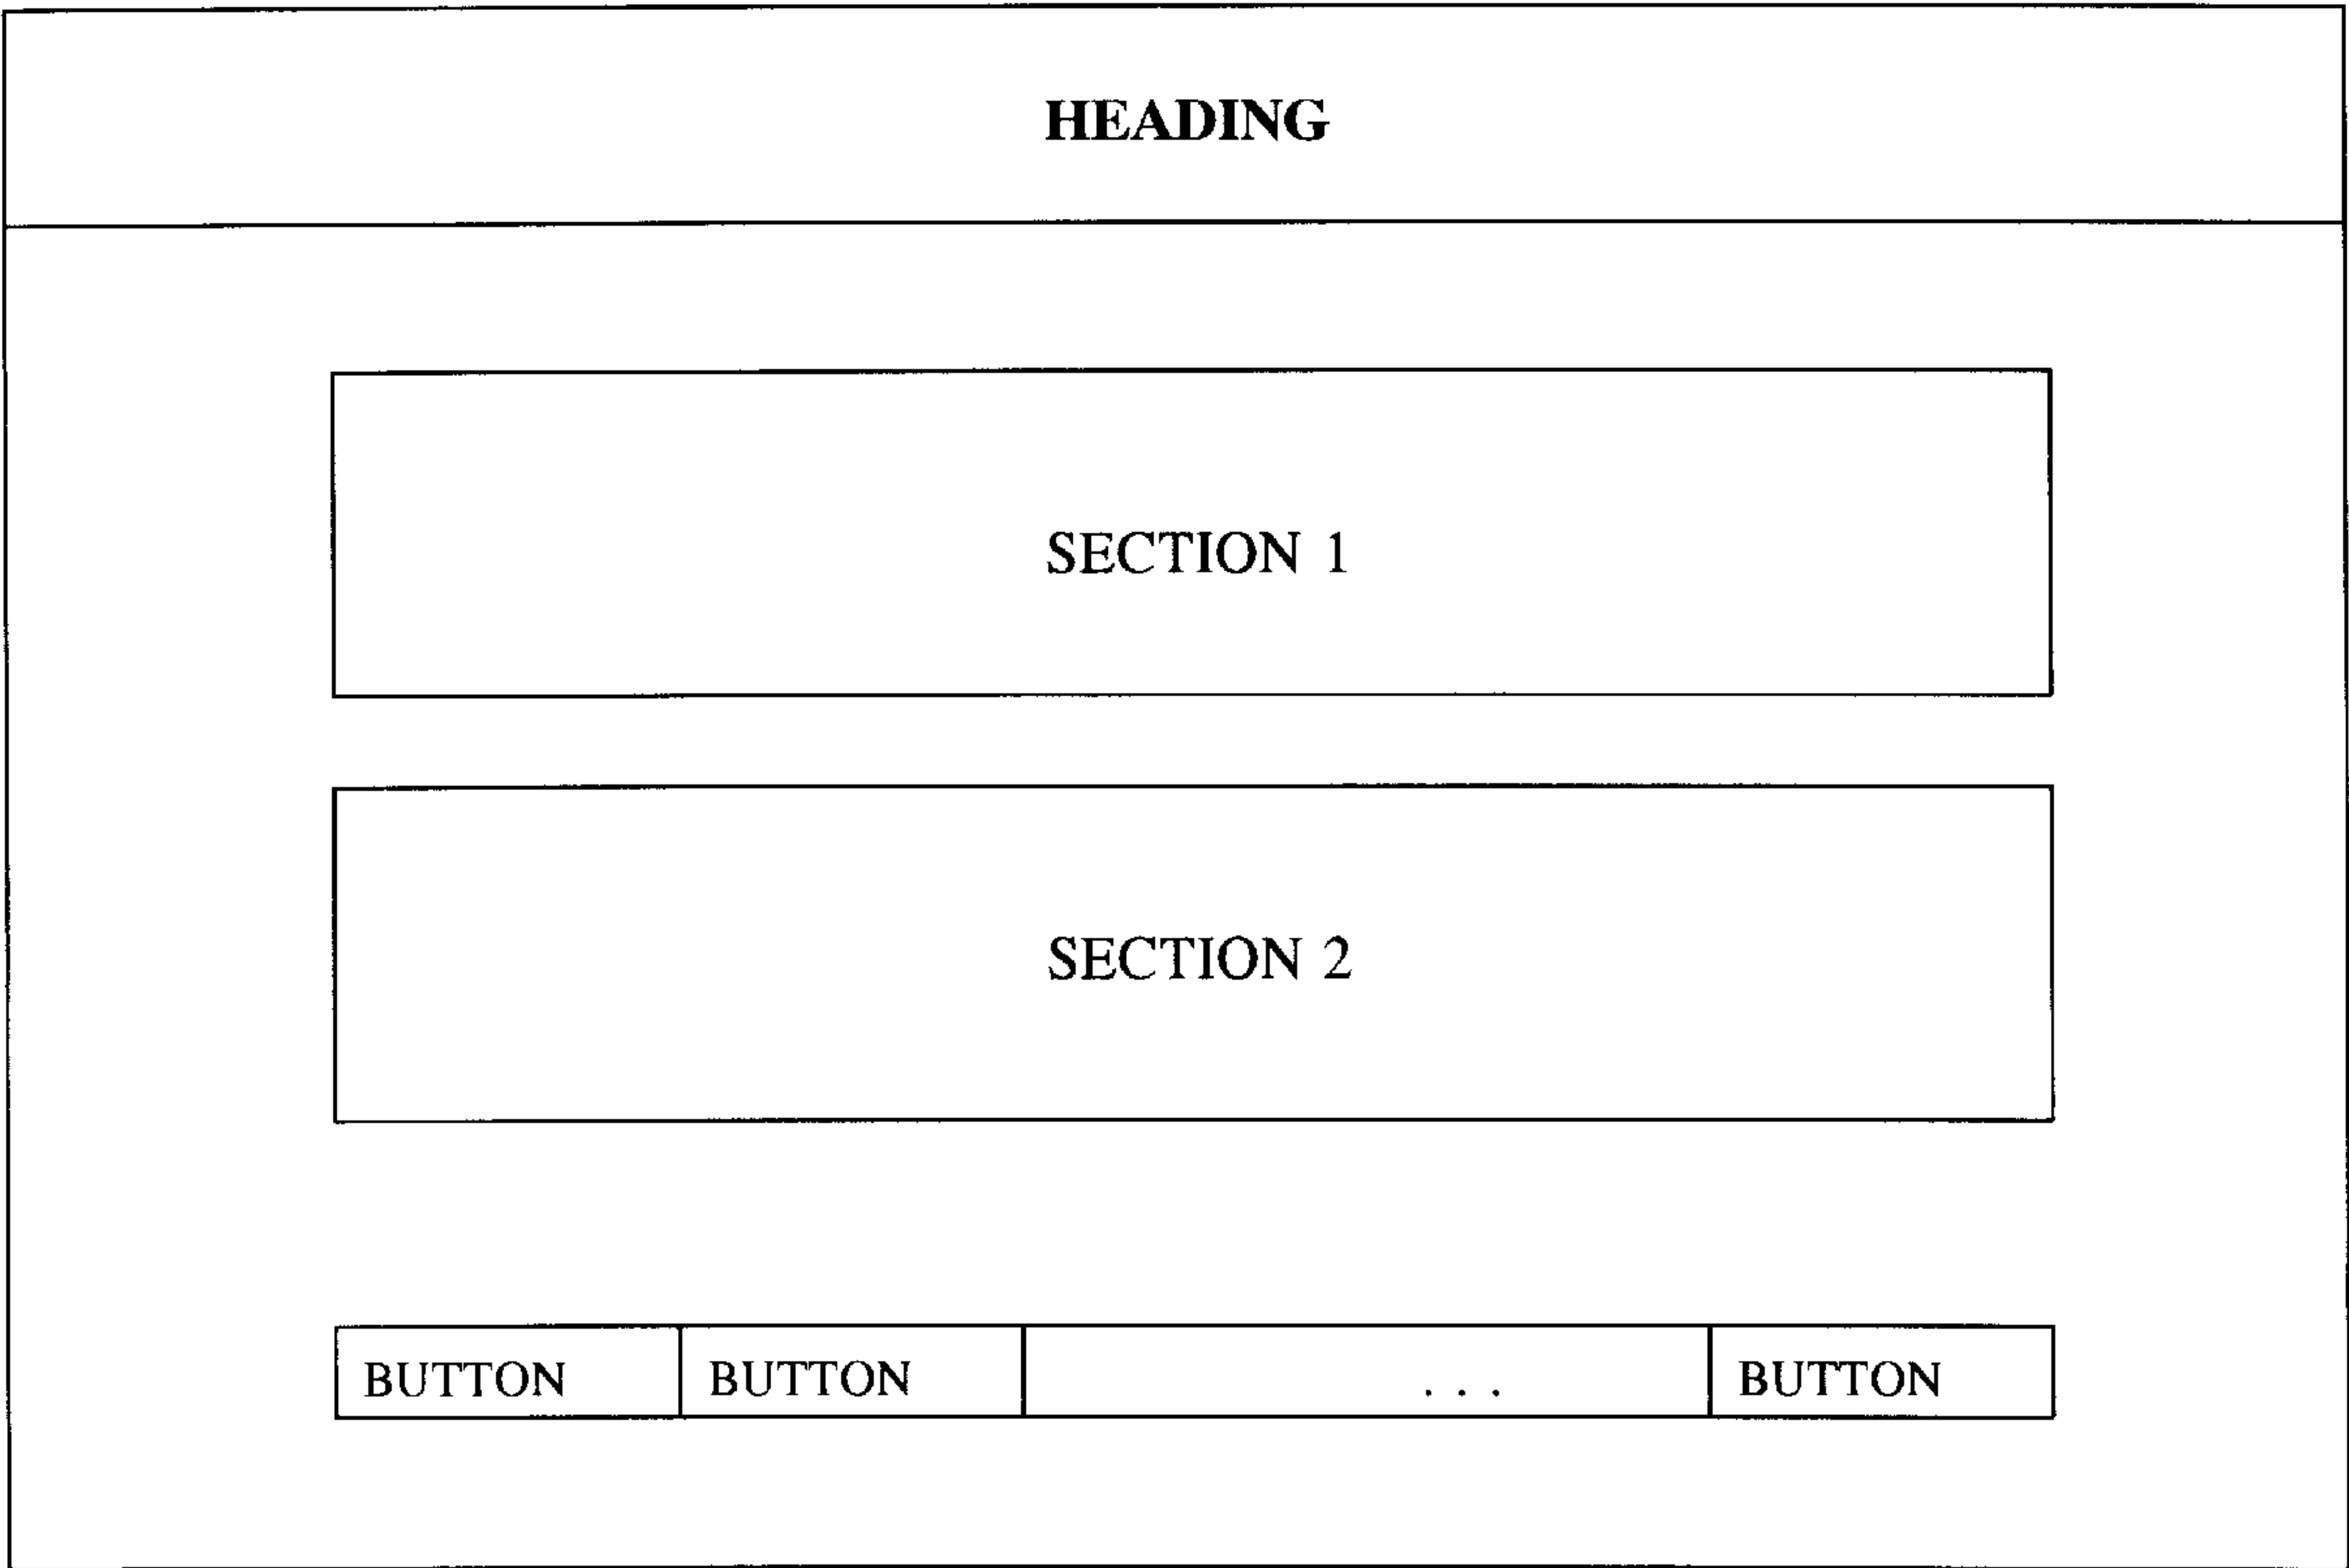 HEADING
SECTION 1
SECTION 2
BUTTON BUTTON . . . BUTTON